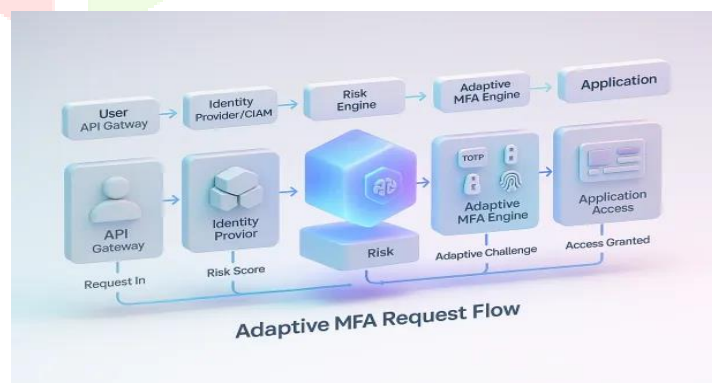 User
API Gatway
Identity
Provider/CIAM
Risk
Engine
Adaptive
MFA Engine
Application
API
Gateway
Identity
Provior
Risk
TOTP
Adaptive
MFA Engine
Application
Access
Request In
Risk Score
Adaptive Challenge
Access Granted
Adaptive MFA Request Flow